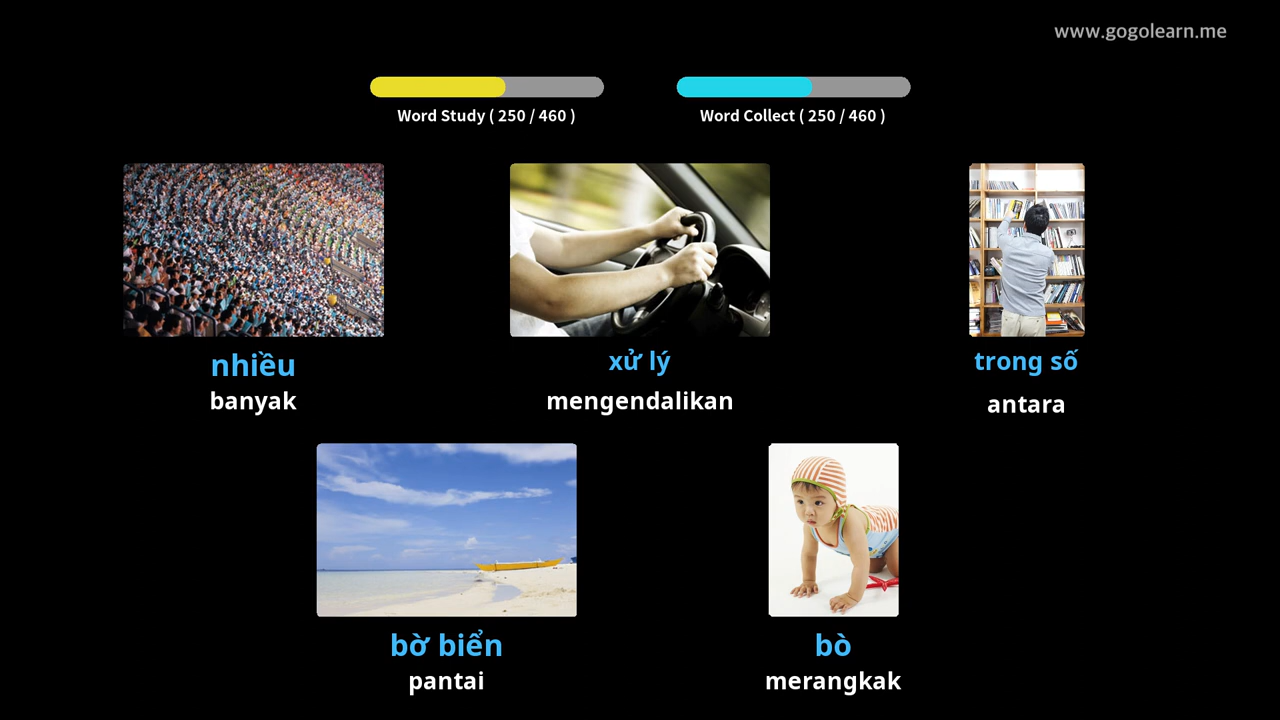 www.gogolearn.me
Word Study ( 250 / 460 )
Word Collect ( 250 / 460 )
nhiều
banyak
xử lý
mengendalikan
trong số
antara
bờ biển
pantai
bò
merangkak